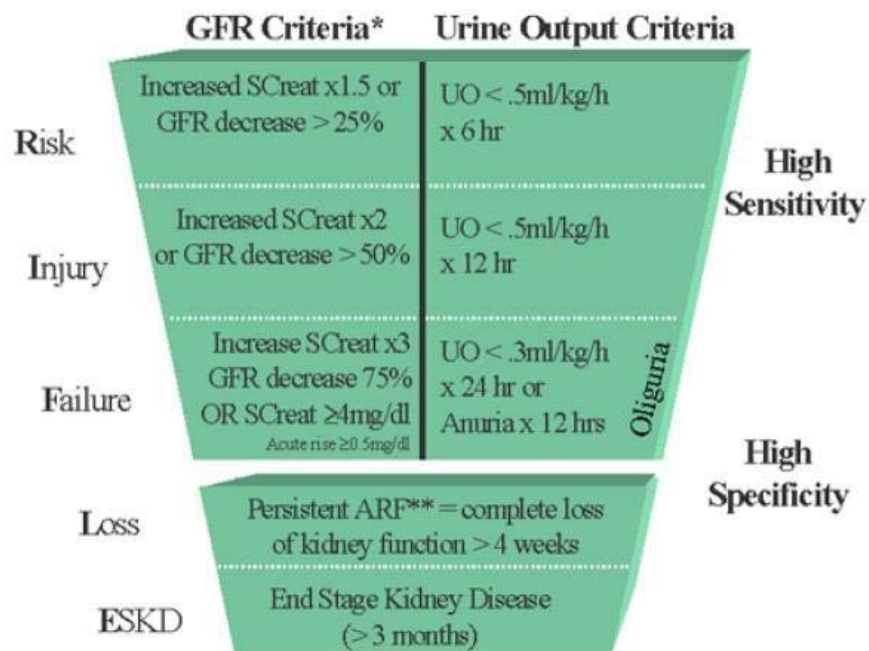 GFR Criteria*
Urine Output Criteria
Risk
Increased SCreat x1.5 or
GFR decrease > 25%
UO < .5ml/kg/h
x 6 hr
High
Sensitivity
Injury
Increased SCreat x2
or GFR decrease > 50%
UO < .5ml/kg/h
x 12 hr
Failure
Increase SCreat x3
GFR decrease 75%
OR SCreat ≥4mg/dl
Acute rise ≥0.5mg/dl
UO < .3ml/kg/h
x 24 hr or
Anuria x 12 hrs
Oliguria
High
Specificity
Loss
Persistent ARF** = complete loss
of kidney function > 4 weeks
ESKD
End Stage Kidney Disease
(> 3 months)